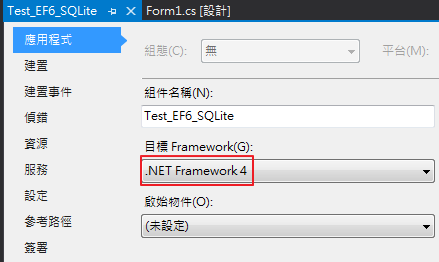 Test_EF6_SQLite
Form1.cs [設計]
應用程式
建置
建置事件
偵錯
資源
服務
設定
參考路徑
簽署
組態(C):
無
平台(M):
組件名稱(N):
Test_EF6_SQLite
目標 Framework(G):
.NET Framework 4
啟始物件(O):
(未設定)